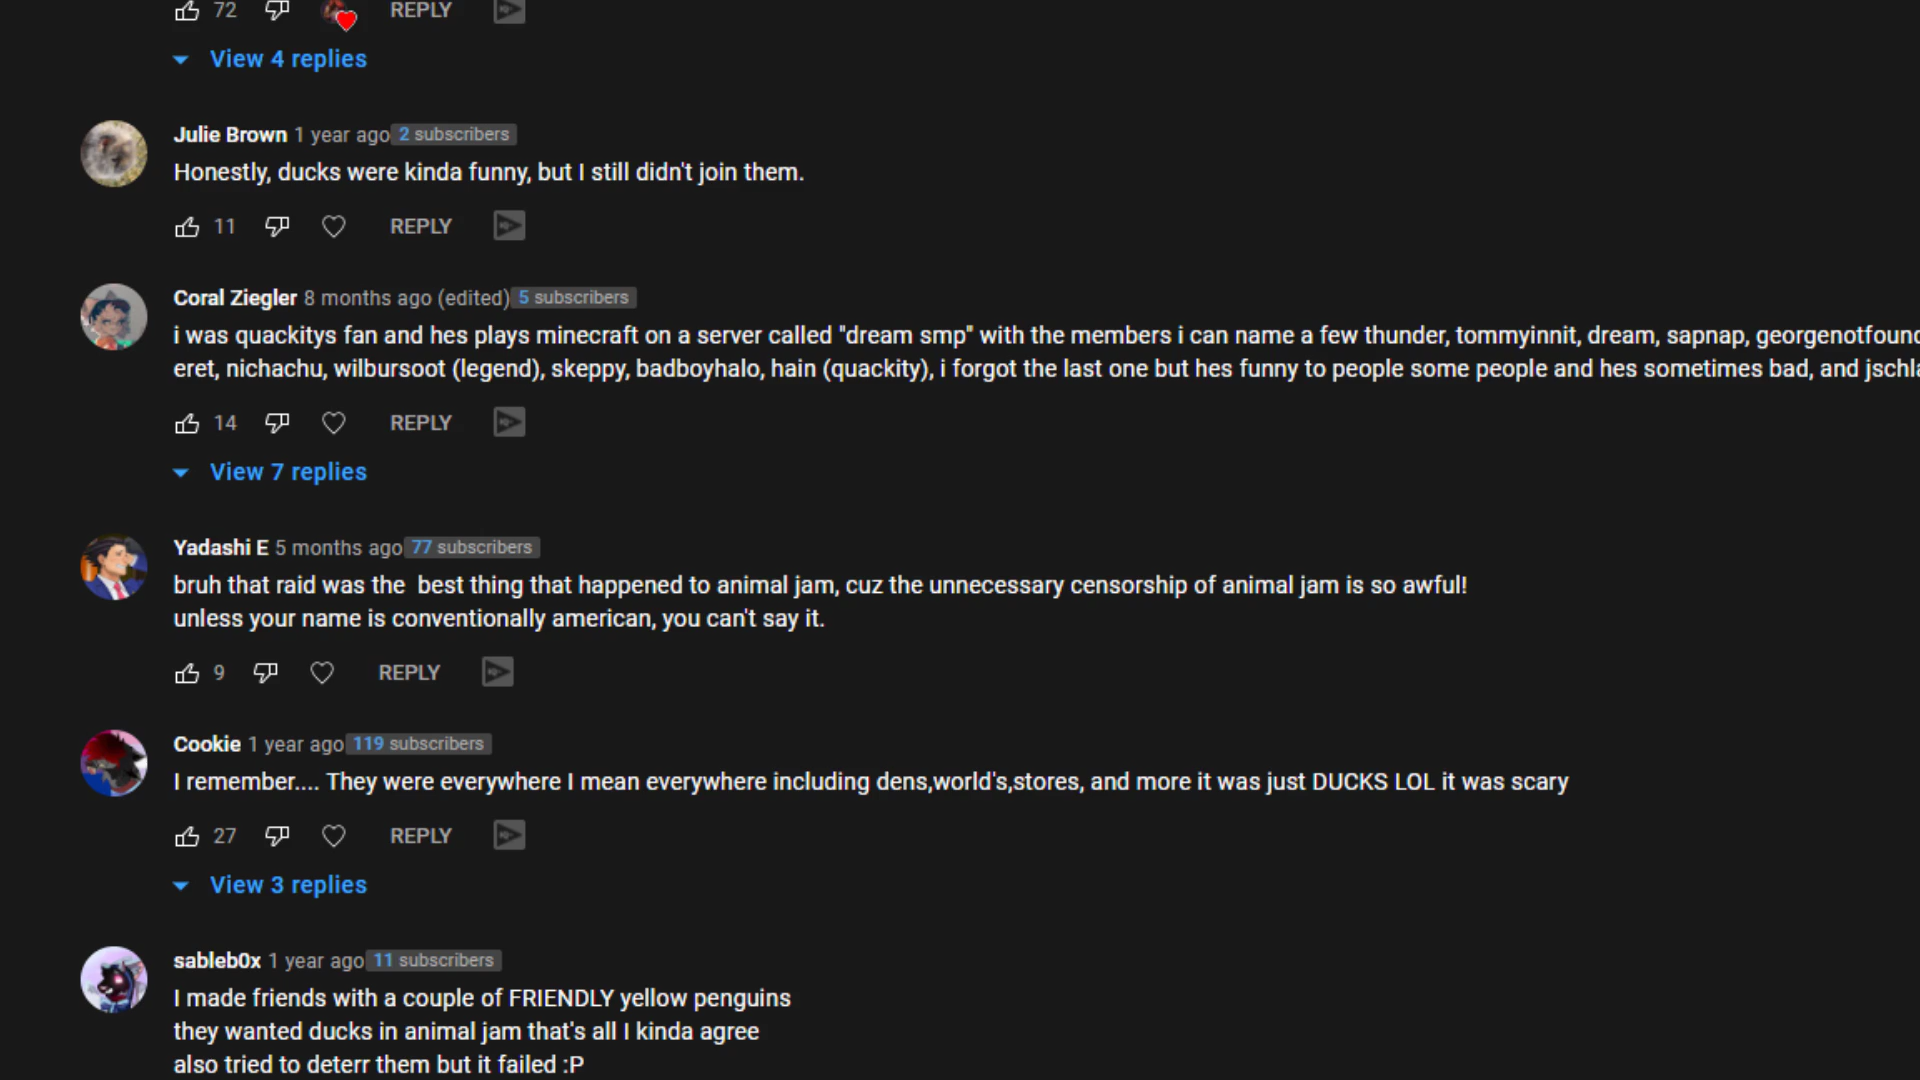 72 REPLY
View 4 replies
Julie Brown 1 year ago 2 subscribers
Honestly, ducks were kinda funny, but I still didn't join them.
11 REPLY
Coral Ziegler 8 months ago (edited) 5 subscribers
i was quackitys fan and hes plays minecraft on a server called "dream smp" with the members i can name a few thunder, tommyinnit, dream, sapnap, georgenotfound
eret, nichachu, wilbursoot (legend), skeppy, badboyhalo, hain (quackity), i forgot the last one but hes funny to people some people and hes sometimes bad, and jschla
14 REPLY
View 7 replies
Yadashi E 5 months ago 77 subscribers
bruh that raid was the  best thing that happened to animal jam, cuz the unnecessary censorship of animal jam is so awful!
unless your name is conventionally american, you can't say it.
9 REPLY
Cookie 1 year ago 119 subscribers
I remember.... They were everywhere I mean everywhere including dens,world's,stores, and more it was just DUCKS LOL it was scary
27 REPLY
View 3 replies
sableb0x 1 year ago 11 subscribers
I made friends with a couple of FRIENDLY yellow penguins
they wanted ducks in animal jam that's all I kinda agree
also tried to deterr them but it failed :P